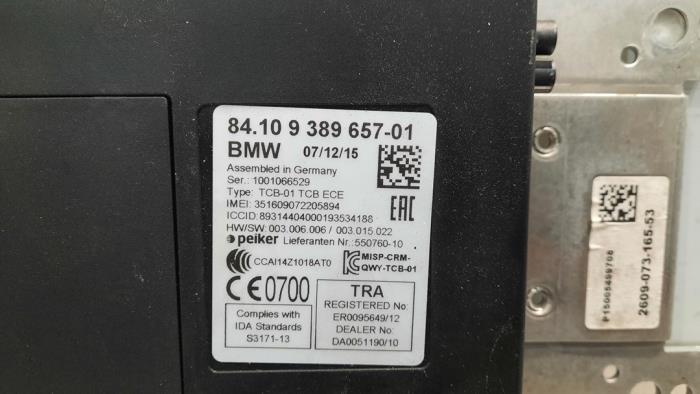 84.10 9 389 657-01
BMW 07/12/15
Assembled in Germany
Ser.: 1001066529
Type: TCB-01 TCB ECE
IMEI: 351609072205894
ICCID: 89314404000193534188
HW/SW: 003.006.006 / 003.015.022
peiker Lieferanten Nr.: 550760-10
EAC
CCAI14Z1018AT0
MISP-CRM-
QWY-TCB-01
CE0700
Complies with
IDA Standards
S3171-13
TRA
REGISTERED No:
ER0095649/12
DEALER No:
DA0051190/10
P15005499706
2609-073-165-53